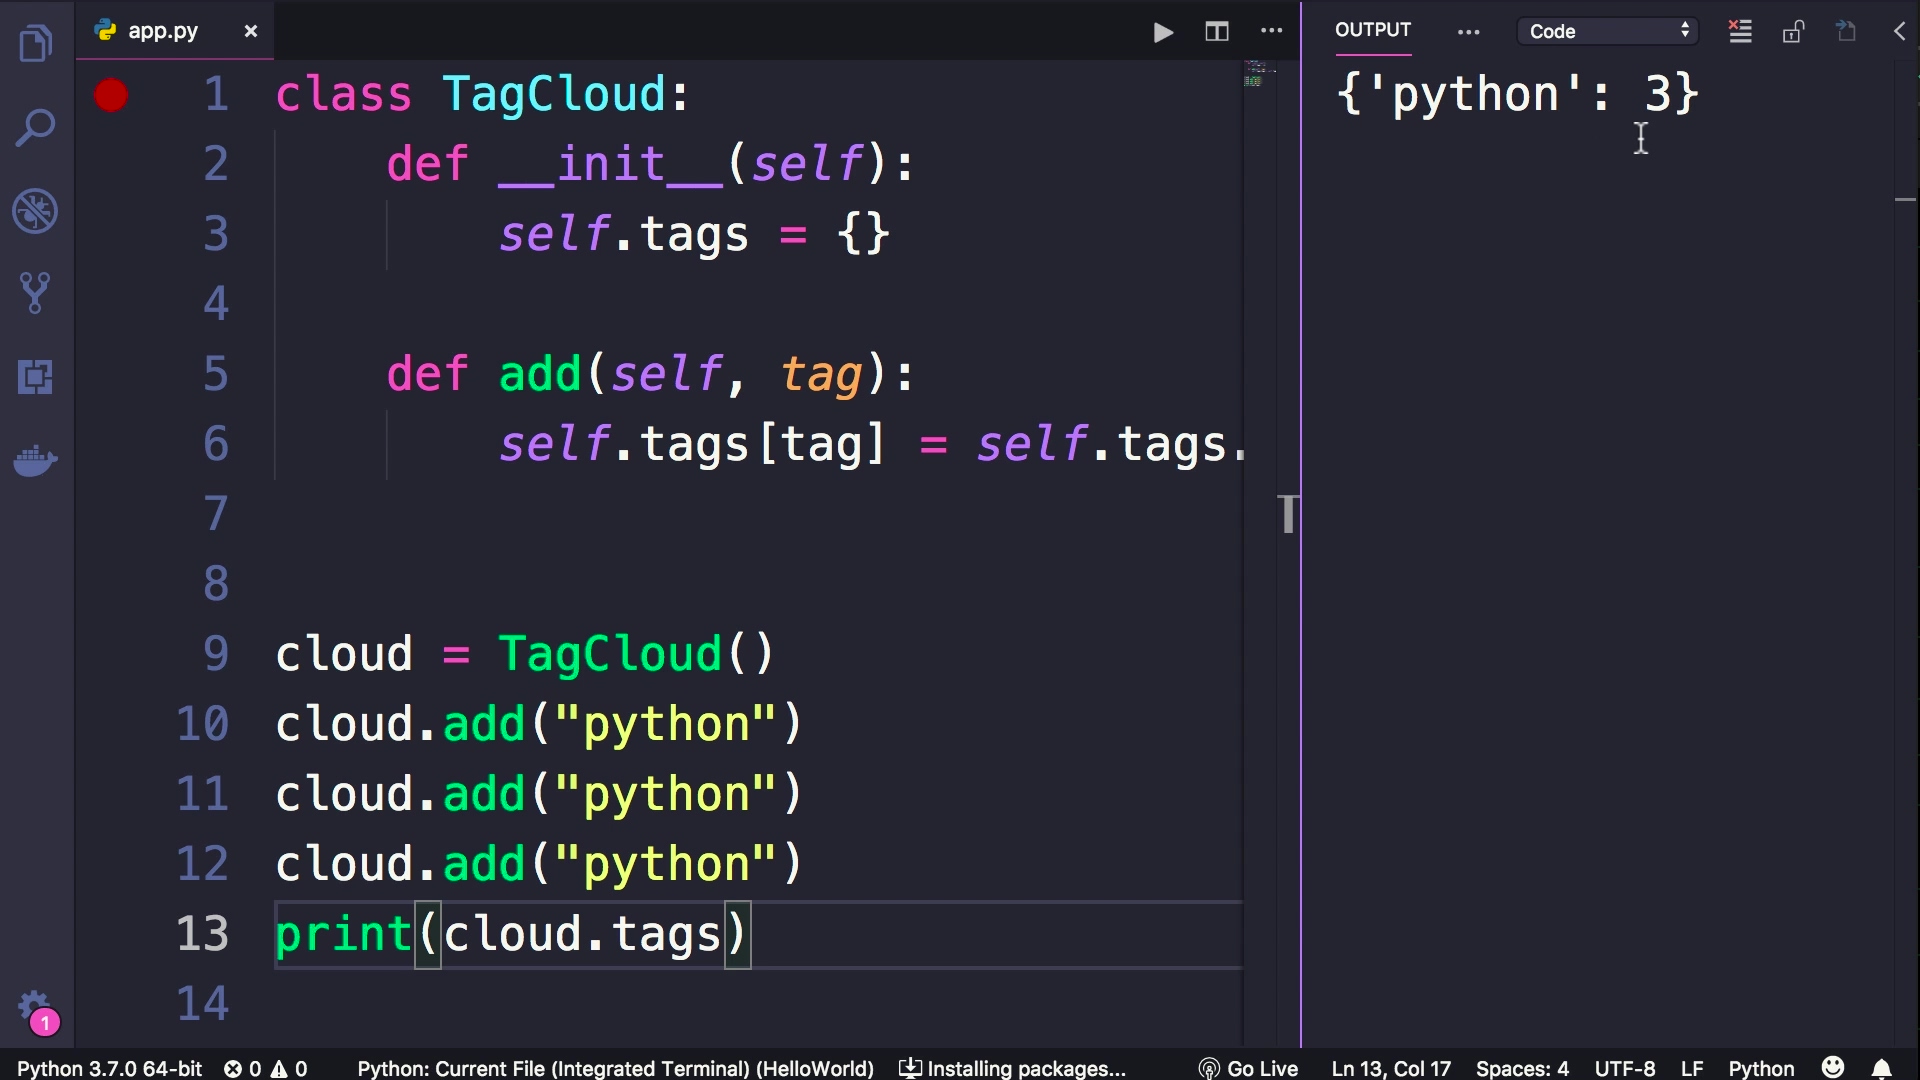 app.py
OUTPUT
Code
1 class TagCloud:
2 def __init__(self):
3 self.tags = {}
4
5 def add(self, tag):
6 self.tags[tag] = self.tags.
7
8
9 cloud = TagCloud()
10 cloud.add("python")
11 cloud.add("python")
12 cloud.add("python")
13 print(cloud.tags)
14
{'python': 3}
T
1
Python 3.7.0 64-bit 0 0 Python: Current File (Integrated Terminal) (HelloWorld) Installing packages... Go Live Ln 13, Col 17 Spaces: 4 UTF-8 LF Python